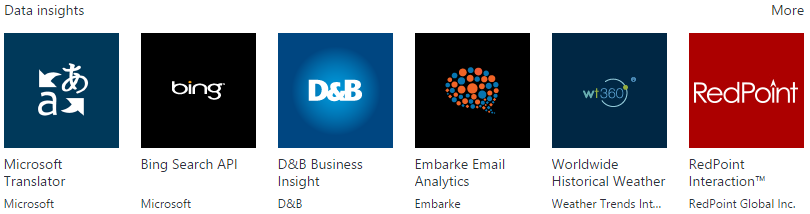 Data insights More
あ
a
bing
D&B
wt360
RedPoint
Microsoft Translator
Bing Search API
D&B Business Insight
Embarke Email Analytics
Worldwide Historical Weather
RedPoint Interaction™
Microsoft
Microsoft
D&B
Embarke
Weather Trends Int...
RedPoint Global Inc.